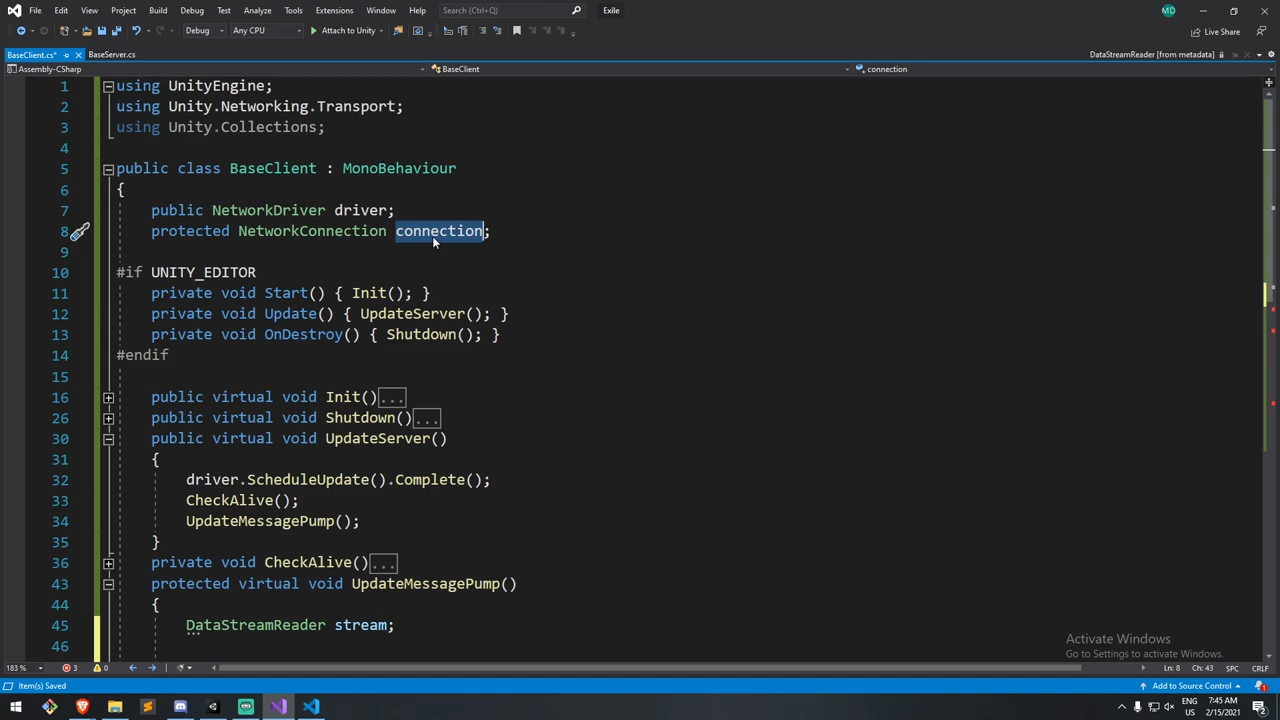 File Edit View Project Build Debug Test Analyze Tools Extensions Window Help Search (Ctrl+Q) Exile MD
Debug Any CPU Attach to Unity Live Share
BaseClient.cs* BaseServer.cs DataStreamReader [from metadata]
Assembly-CSharp BaseClient connection
1 using UnityEngine;
2 using Unity.Networking.Transport;
3 using Unity.Collections;
4
5 public class BaseClient : MonoBehaviour
6 {
7 public NetworkDriver driver;
8 protected NetworkConnection connection;
9
10 #if UNITY_EDITOR
11 private void Start() { Init(); }
12 private void Update() { UpdateServer(); }
13 private void OnDestroy() { Shutdown(); }
14 #endif
15
16 public virtual void Init()...
26 public virtual void Shutdown()...
30 public virtual void UpdateServer()
31 {
32 driver.ScheduleUpdate().Complete();
33 CheckAlive();
34 UpdateMessagePump();
35 }
36 private void CheckAlive()...
43 protected virtual void UpdateMessagePump()
44 {
45 DataStreamReader stream;
46
Activate Windows
Go to Settings to activate Windows.
183 % 3 0 Ln: 8 Ch: 43 SPC CRLF
Item(s) Saved Add to Source Control 1
ENG 7:45 AM
US 2/15/2021 2